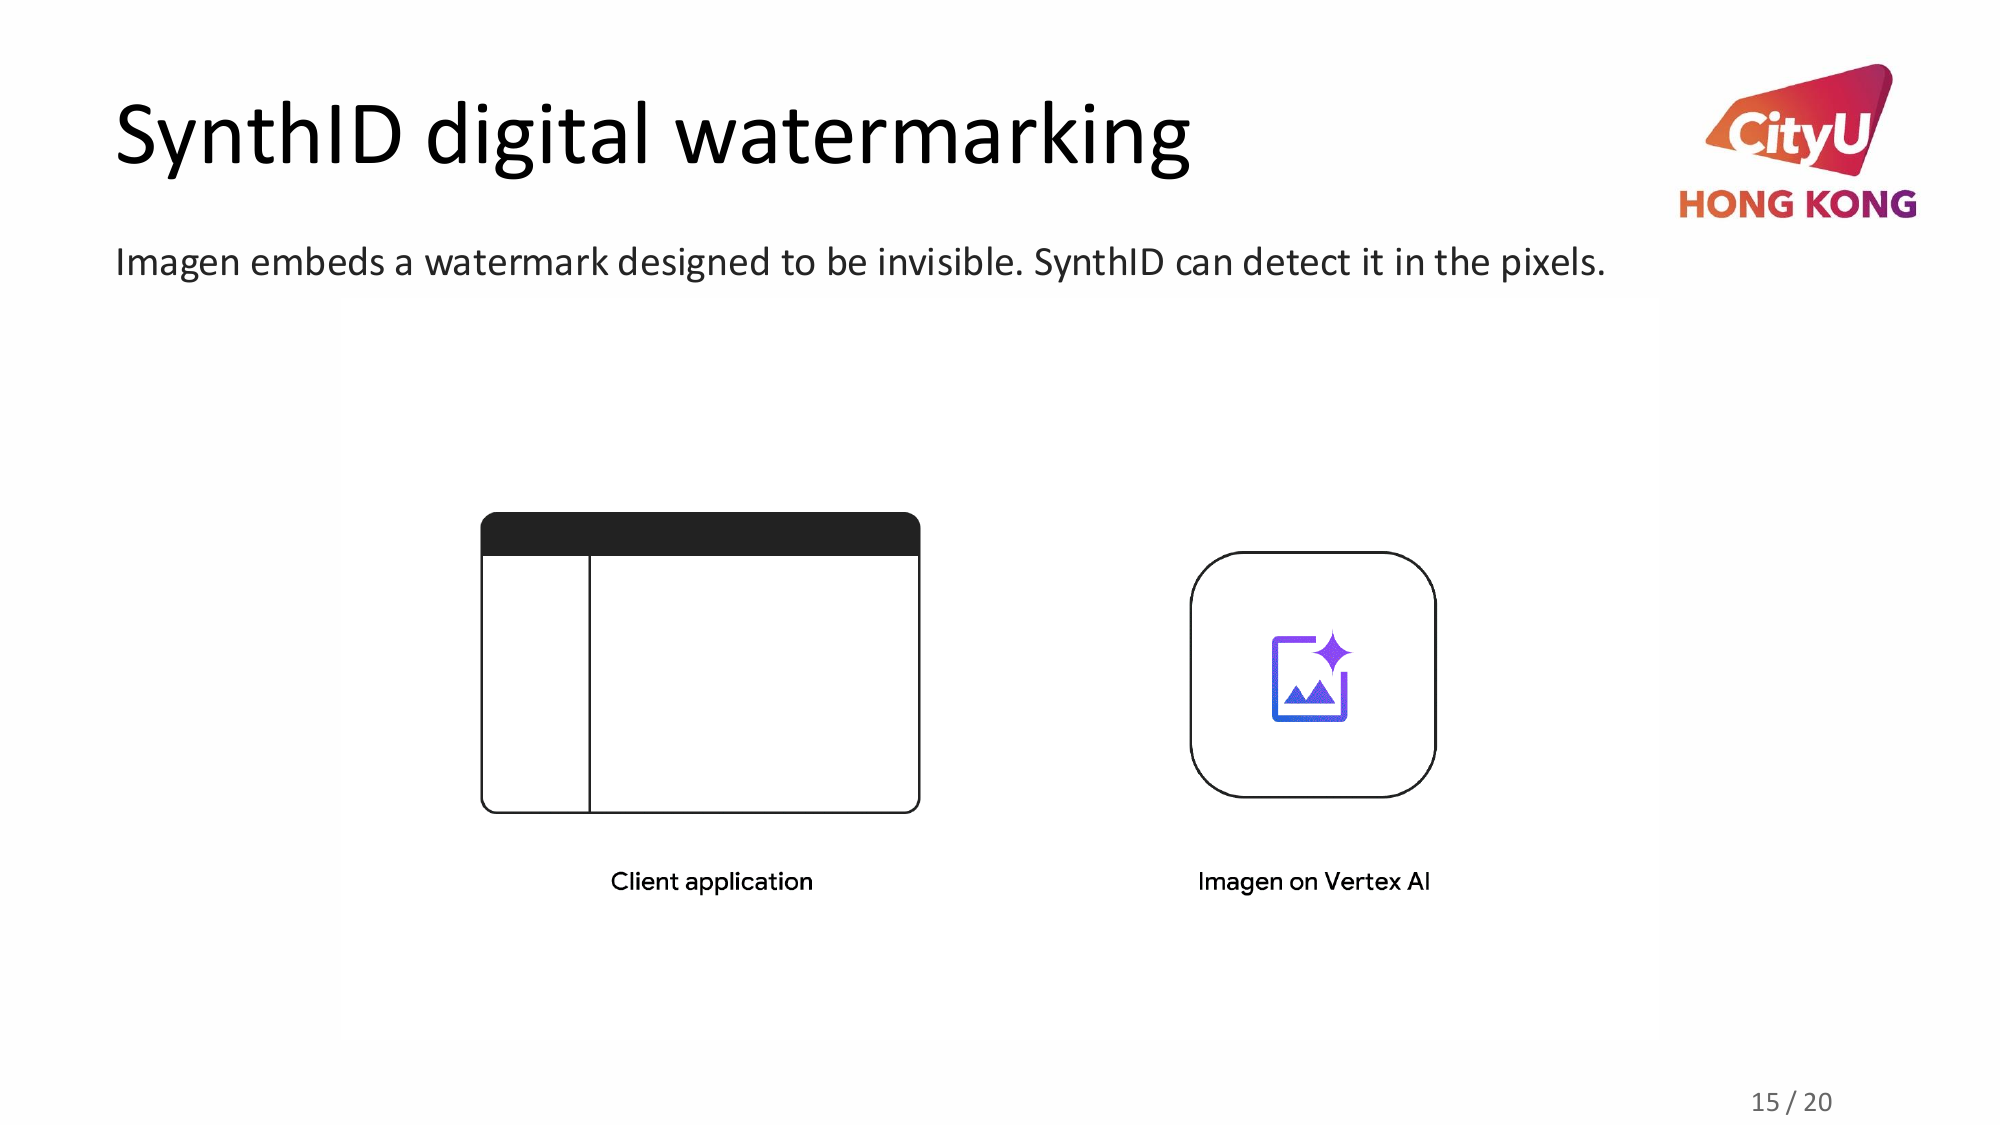 SynthID digital watermarking
CityU
HONG KONG
Imagen embeds a watermark designed to be invisible. SynthID can detect it in the pixels.
Client application
Imagen on Vertex AI
15 / 20